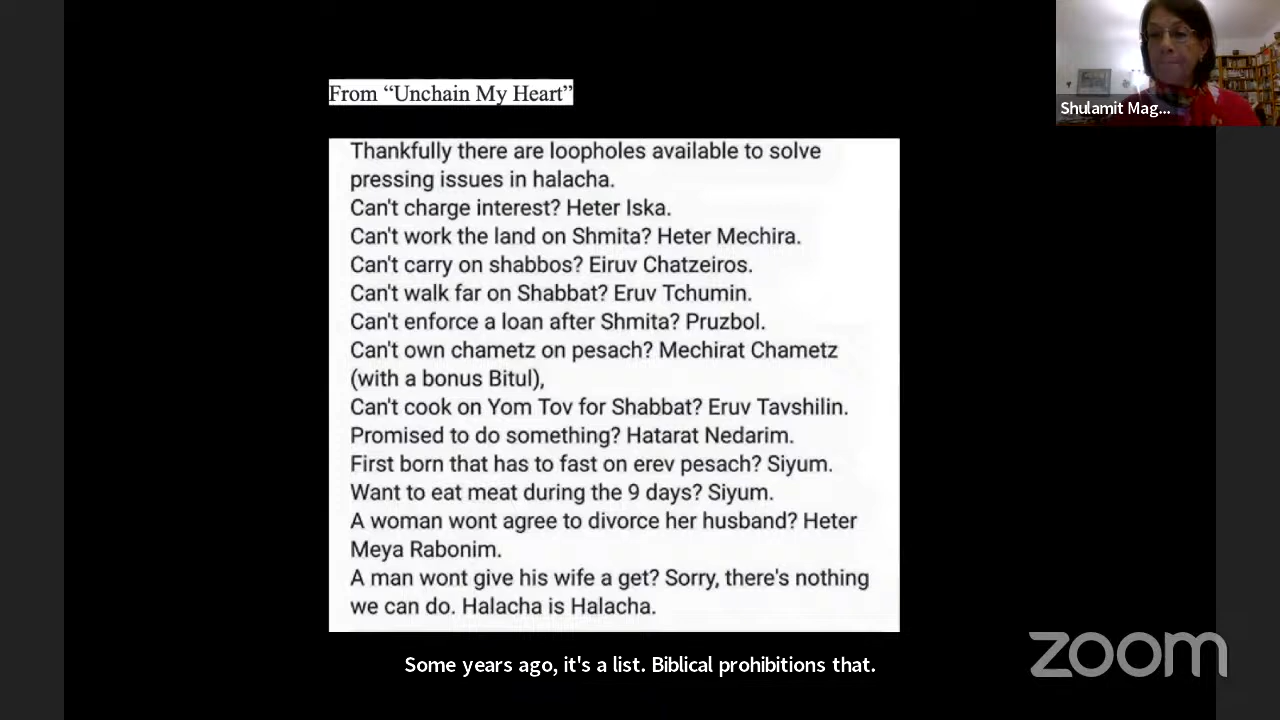 From “Unchain My Heart”
Thankfully there are loopholes available to solve
pressing issues in halacha.
Can't charge interest? Heter Iska.
Can't work the land on Shmita? Heter Mechira.
Can't carry on shabbos? Eiruv Chatzeiros.
Can't walk far on Shabbat? Eruv Tchumin.
Can't enforce a loan after Shmita? Pruzbol.
Can't own chametz on pesach? Mechirat Chametz
(with a bonus Bitul),
Can't cook on Yom Tov for Shabbat? Eruv Tavshilin.
Promised to do something? Hatarat Nedarim.
First born that has to fast on erev pesach? Siyum.
Want to eat meat during the 9 days? Siyum.
A woman wont agree to divorce her husband? Heter
Meya Rabonim.
A man wont give his wife a get? Sorry, there's nothing
we can do. Halacha is Halacha.
Shulamit Mag...
Some years ago, it's a list. Biblical prohibitions that.
zoom